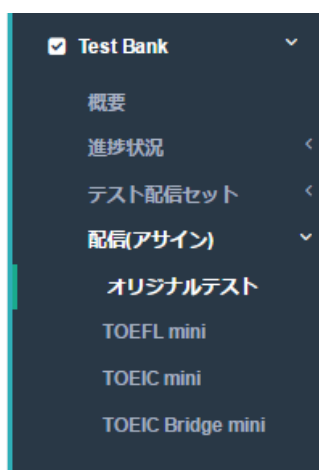 Test Bank
概要
進捗状況
テスト配信セット
配信(アサイン)
オリジナルテスト
TOEFL mini
TOEIC mini
TOEIC Bridge mini